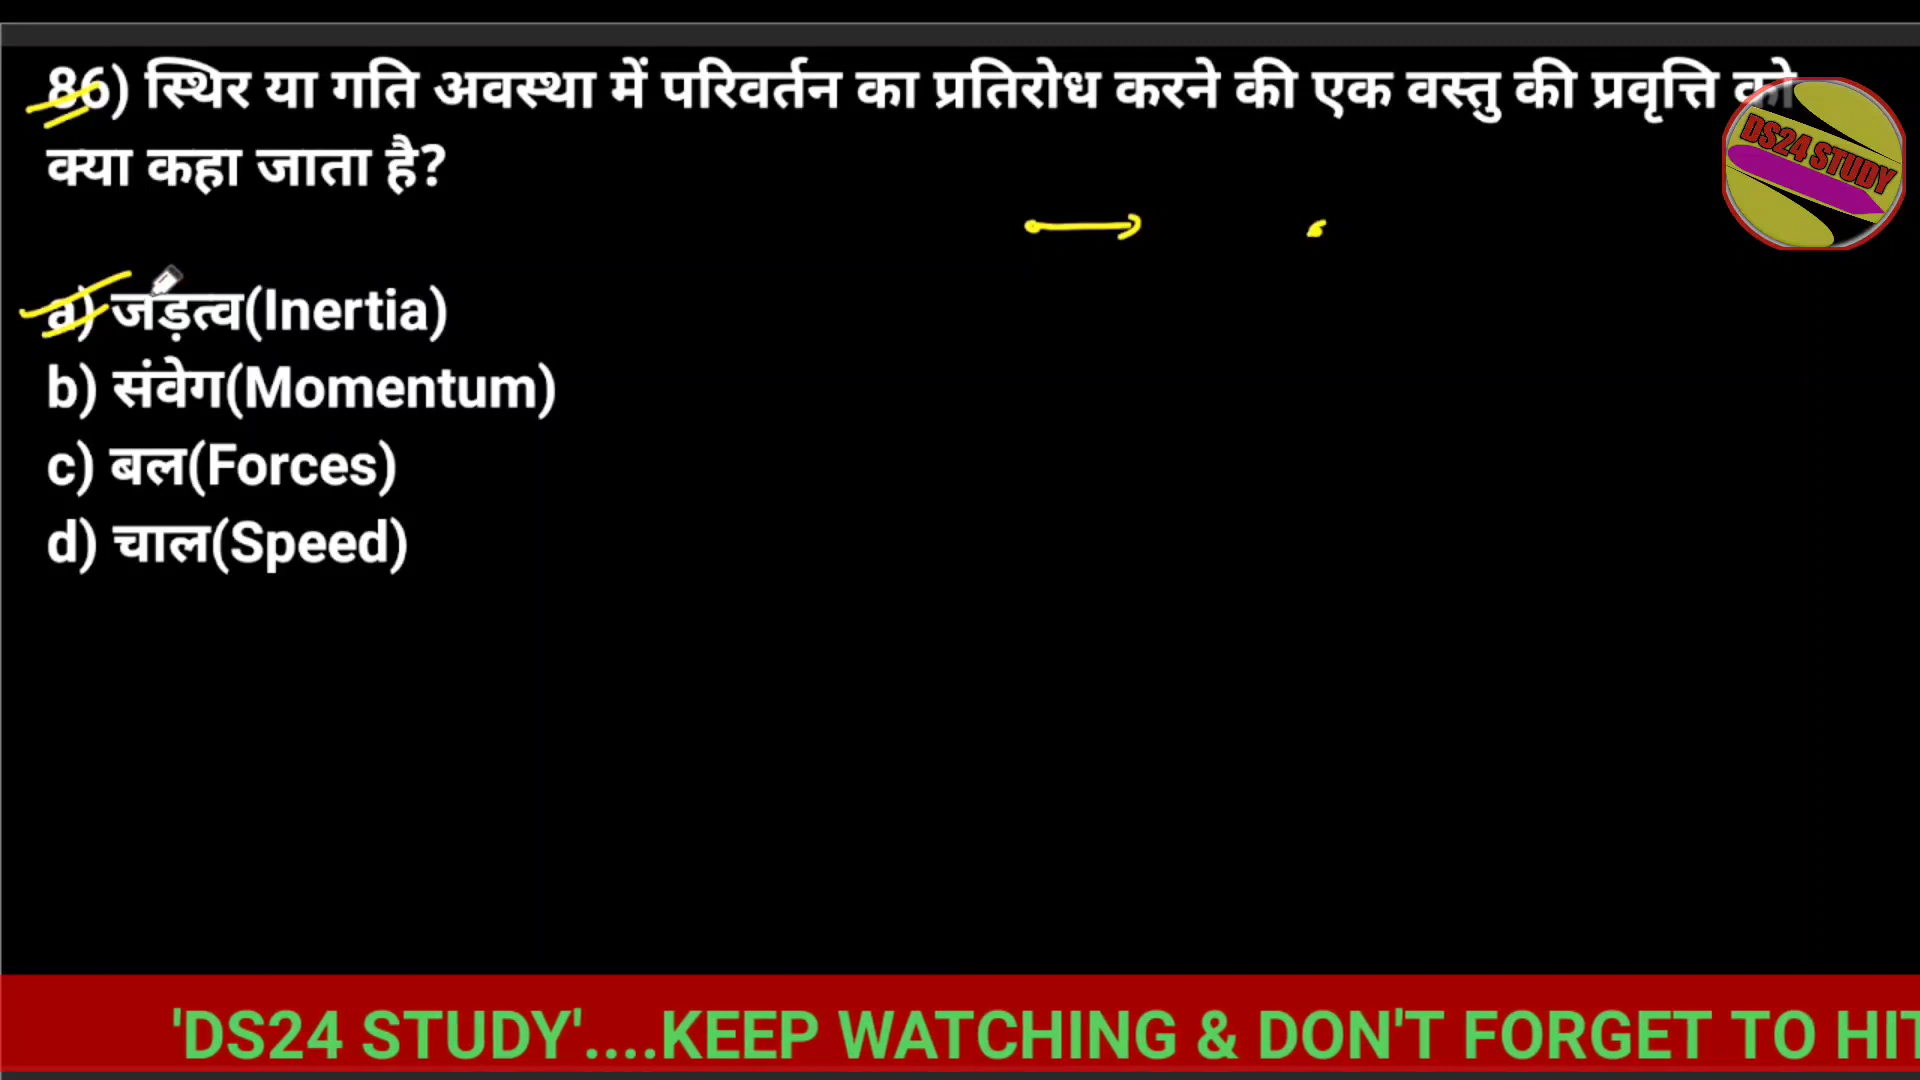 86) स्थिर या गति अवस्था में परिवर्तन का प्रतिरोध करने की एक वस्तु की प्रवृत्ति को
क्या कहा जाता है?
DS24 STUDY
a) जड़त्व(Inertia)
b) संवेग(Momentum)
c) बल(Forces)
d) चाल(Speed)
'DS24 STUDY'....KEEP WATCHING & DON'T FORGET TO HIT